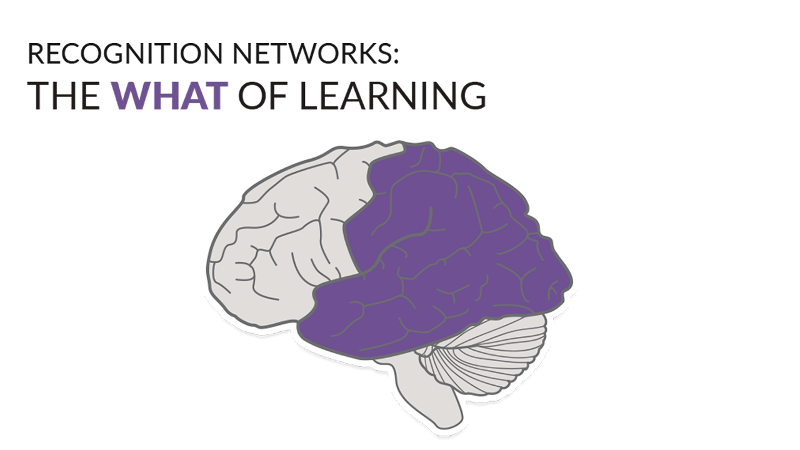 RECOGNITION NETWORKS:
THE WHAT OF LEARNING